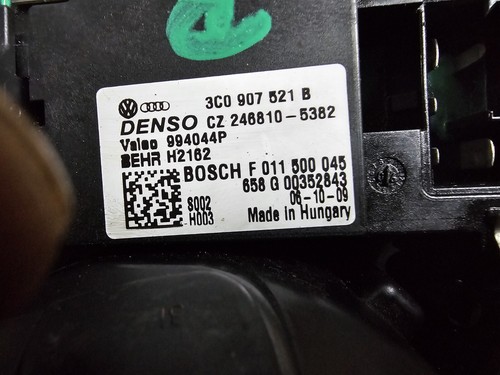 3C0 907 521 B
DENSO CZ 246810-5382
Valeo 994044P
BEHR H2162
BOSCH F 011 500 045
658 G 00352843
S002 06-10-09
H003 Made In Hungary